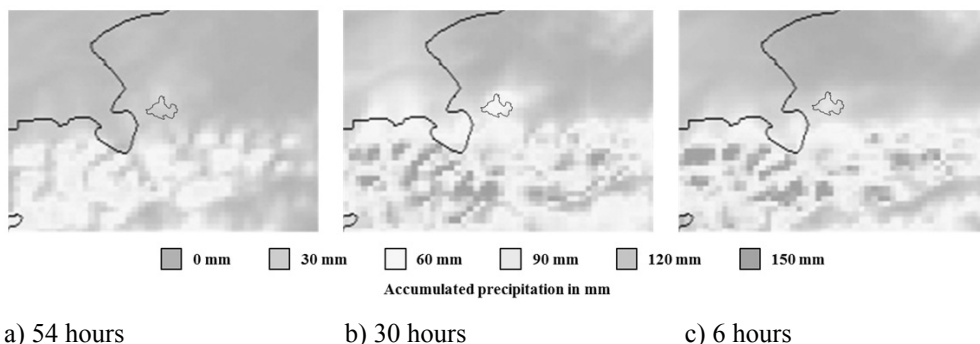 0 mm 30 mm 60 mm 90 mm 120 mm 150 mm
Accumulated precipitation in mm
a) 54 hours b) 30 hours c) 6 hours